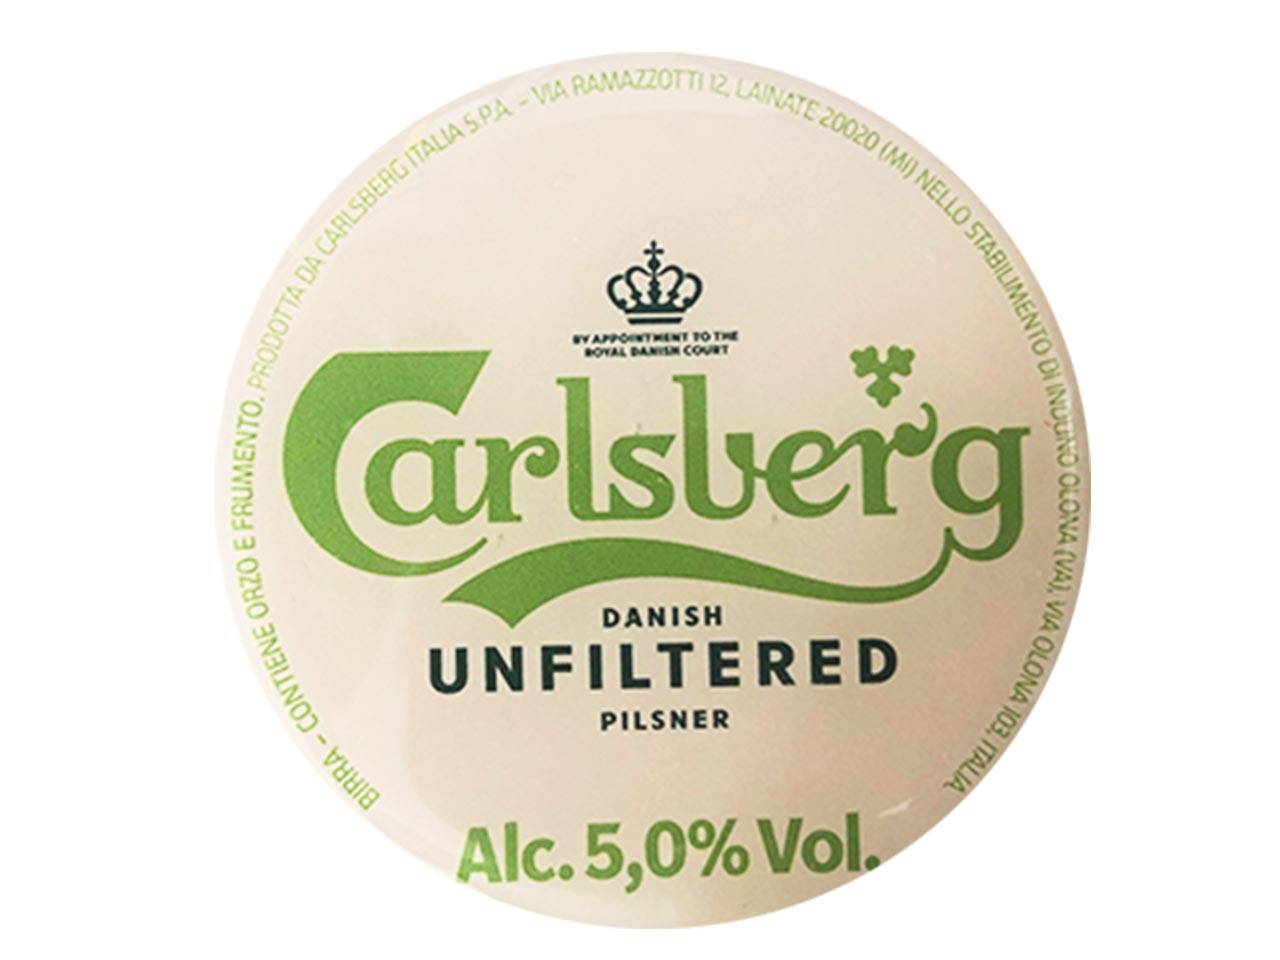 BIRRA – CONTIENE ORZO E FRUMENTO. PRODOTTA DA CARLSBERG ITALIA S.P.A. – VIA RAMAZZOTTI 12, LAINATE 20020 (MI) NELLO STABILIMENTO DI INDUNO OLONA (VA), VIA OLONA 103, ITALIA
BY APPOINTMENT TO THE
ROYAL DANISH COURT
Carlsberg
DANISH
UNFILTERED
PILSNER
Alc. 5,0% Vol.